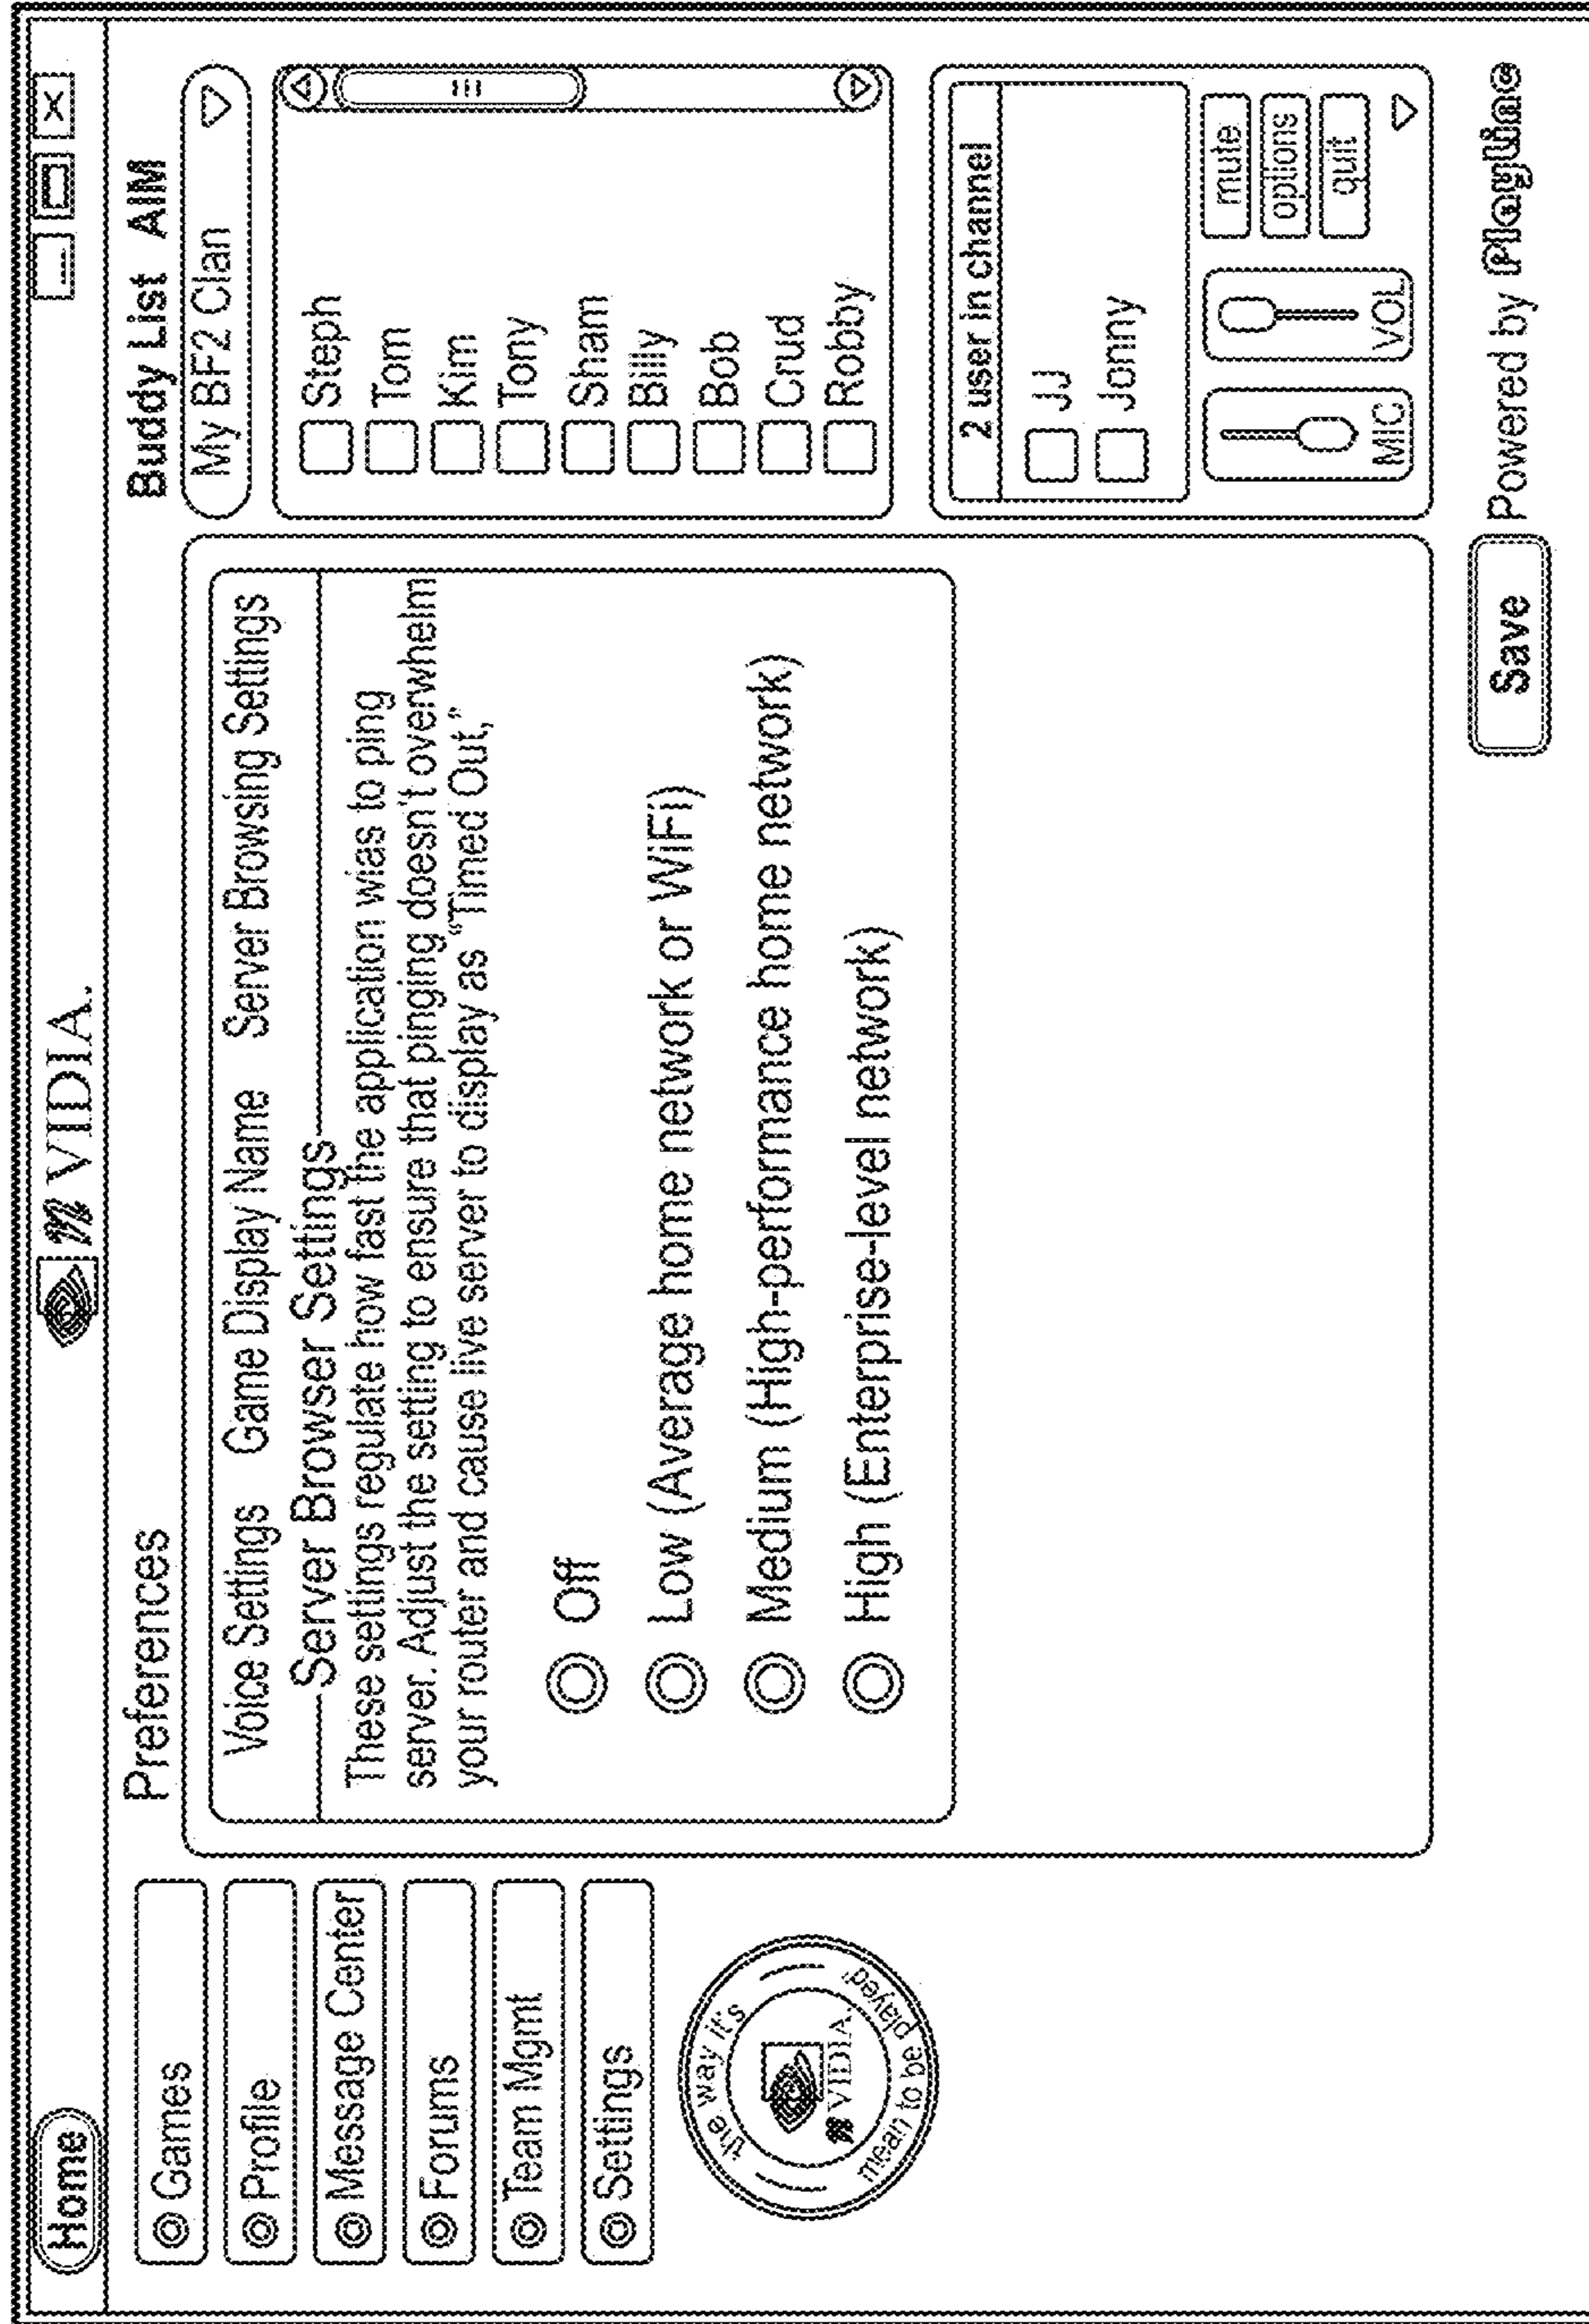 Home
nVIDIA.
Games
Profile
Message Center
Forums
Team Mgmt
Settings
the way it's
mean to be played
nVIDIA.
Preferences
Voice Settings Game Display Name Server Browsing Settings
Server Browser Settings
These settings regulate how fast the application wias to ping
server. Adjust the setting to ensure that pinging doesn't overwhelm
your router and cause live server to display as "Timed Out,"
Off
Low (Average home network or WiFi)
Medium (High-performance home network)
High (Enterprise-level network)
Buddy List AIM
My BF2 Clan
Steph
Tom
Kim
Tony
Sham
Billy
Bob
Crud
Robby
2 user in channel
JJ
Jonny
MIC
VOL
mute
options
quit
Save
Powered by PlayLinc